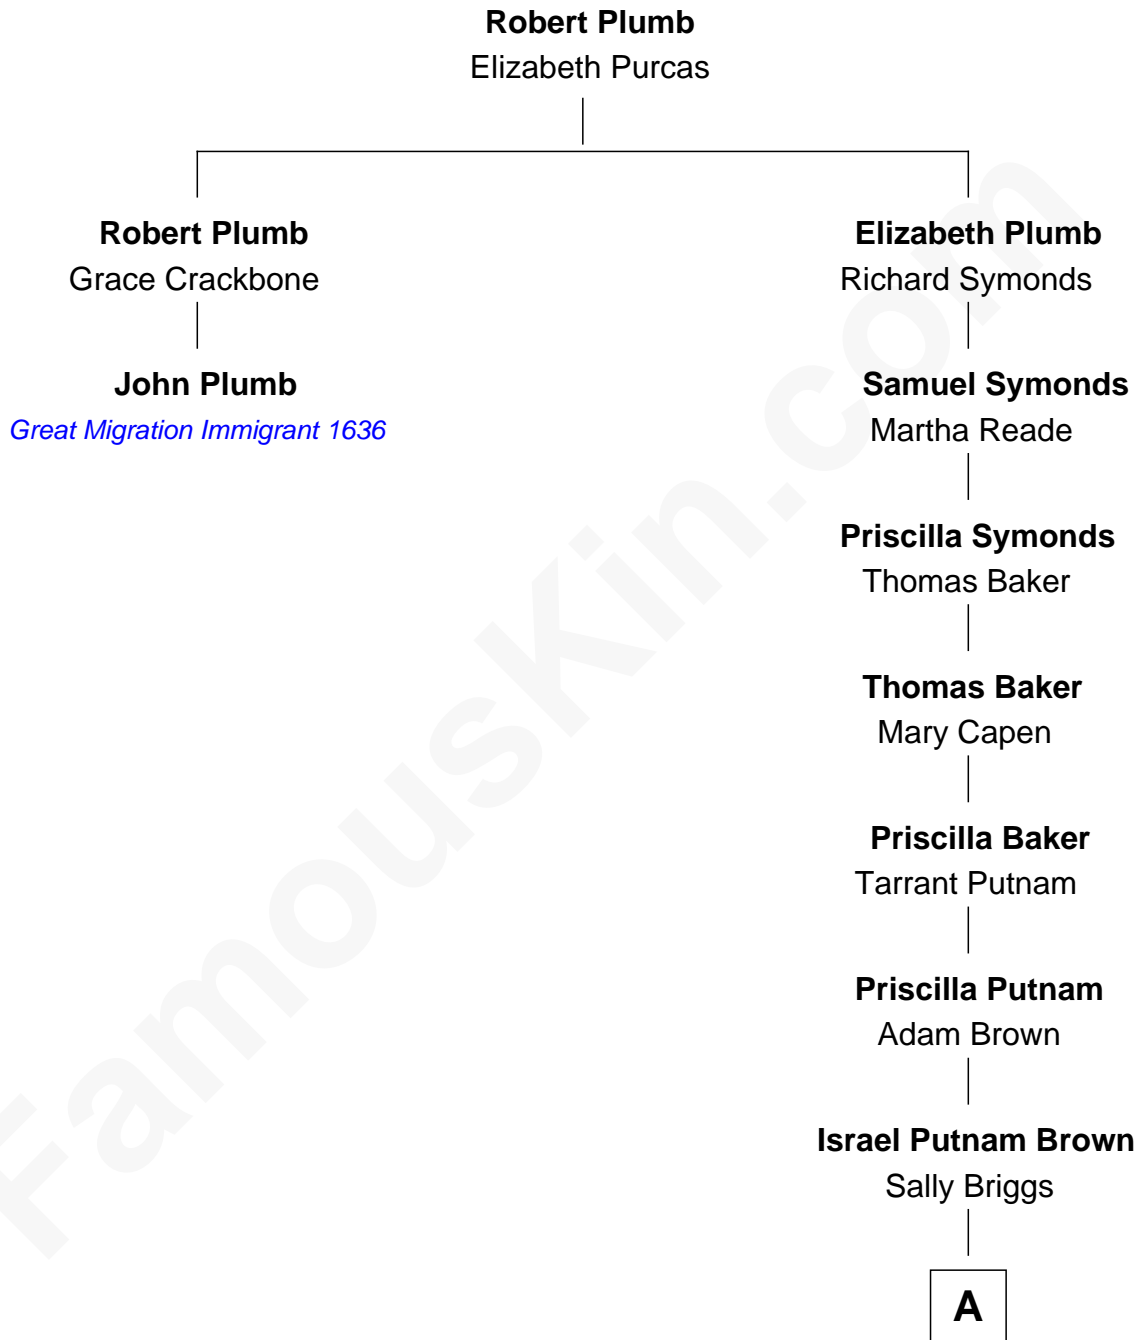 Robert Plumb
Elizabeth Purcas
Robert Plumb
Grace Crackbone
John Plumb
Great Migration Immigrant 1636
Elizabeth Plumb
Richard Symonds
Samuel Symonds
Martha Reade
Priscilla Symonds
Thomas Baker
Thomas Baker
Mary Capen
Priscilla Baker
Tarrant Putnam
Priscilla Putnam
Adam Brown
Israel Putnam Brown
Sally Briggs
A
FamousKin.com